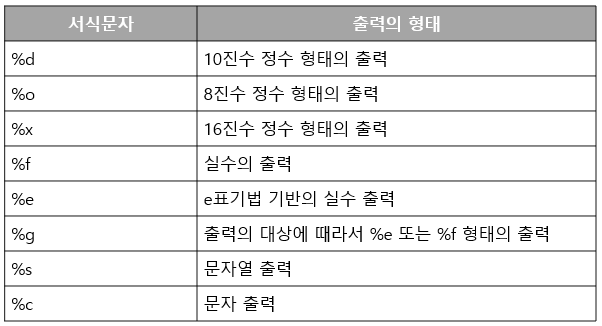 서식문자 출력의 형태
%d 10진수 정수 형태의 출력
%o 8진수 정수 형태의 출력
%x 16진수 정수 형태의 출력
%f 실수의 출력
%e e표기법 기반의 실수 출력
%g 출력의 대상에 때라서 %e 또는 %f 형태의 출력
%s 문자열 출력
%c 문자 출력